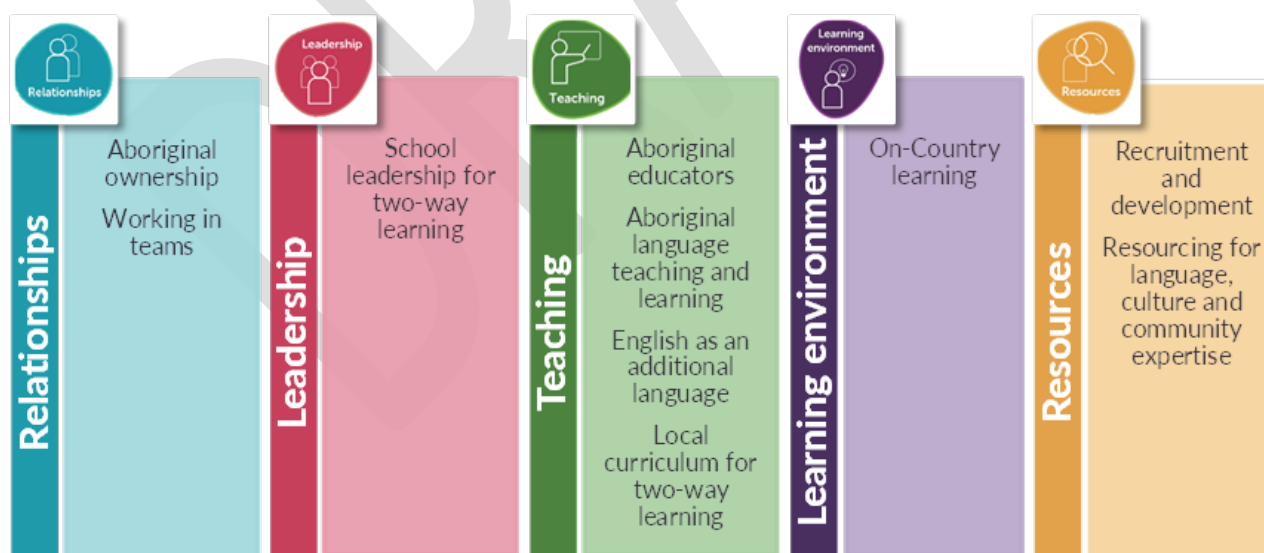 Relationships
Relationships
Aboriginal
ownership
Working in
teams
Leadership
Leadership
School
leadership for
two-way
learning
Teaching
Teaching
Aboriginal
educators
Aboriginal
language
teaching and
learning
English as an
additional
language
Local
curriculum for
two-way
learning
Learning
environment
Learning environment
On-Country
learning
Resources
Resources
Recruitment
and
development
Resourcing for
language,
culture and
community
expertise